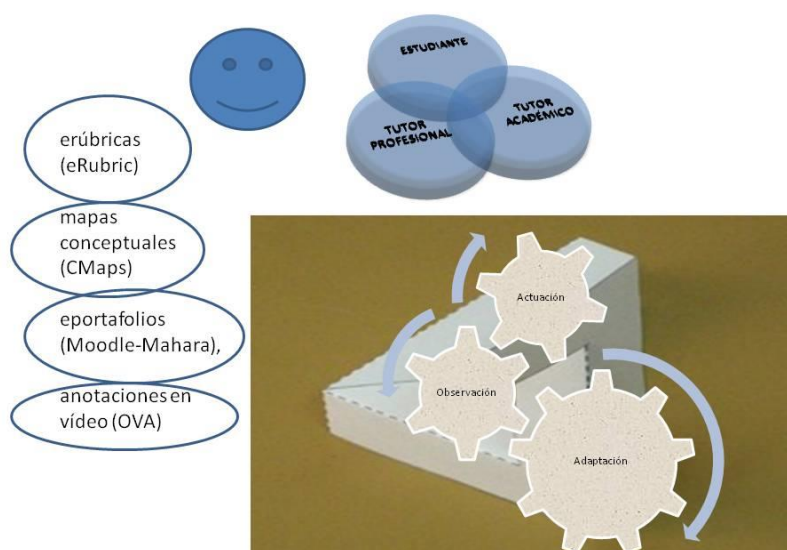 ESTUDIANTE
TUTOR
PROFESIONAL
TUTOR
ACADÉMICO
erúbricas
(eRubric)
mapas
conceptuales
(CMaps)
eportafolios
(Moodle-Mahara),
anotaciones en
vídeo (OVA)
Actuación
Observación
Adaptación